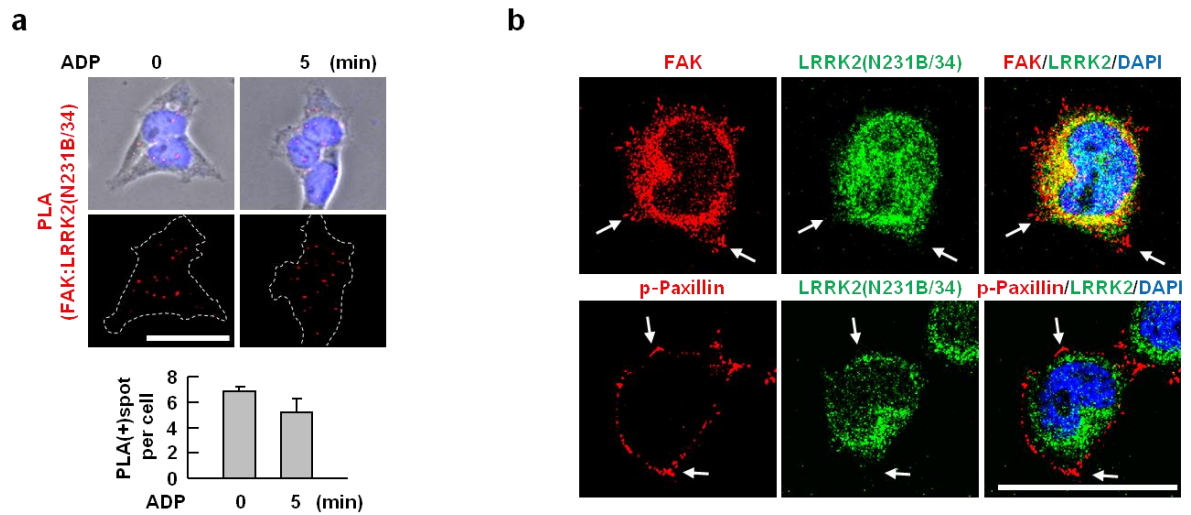 a
ADP 0 5 (min)
PLA
(FAK:LRRK2(N231B/34)
PLA(+)spot
per cell
8
6
4
2
0
ADP 0 5 (min)
b
FAK LRRK2(N231B/34) FAK/LRRK2/DAPI
p-Paxillin LRRK2(N231B/34) p-Paxillin/LRRK2/DAPI